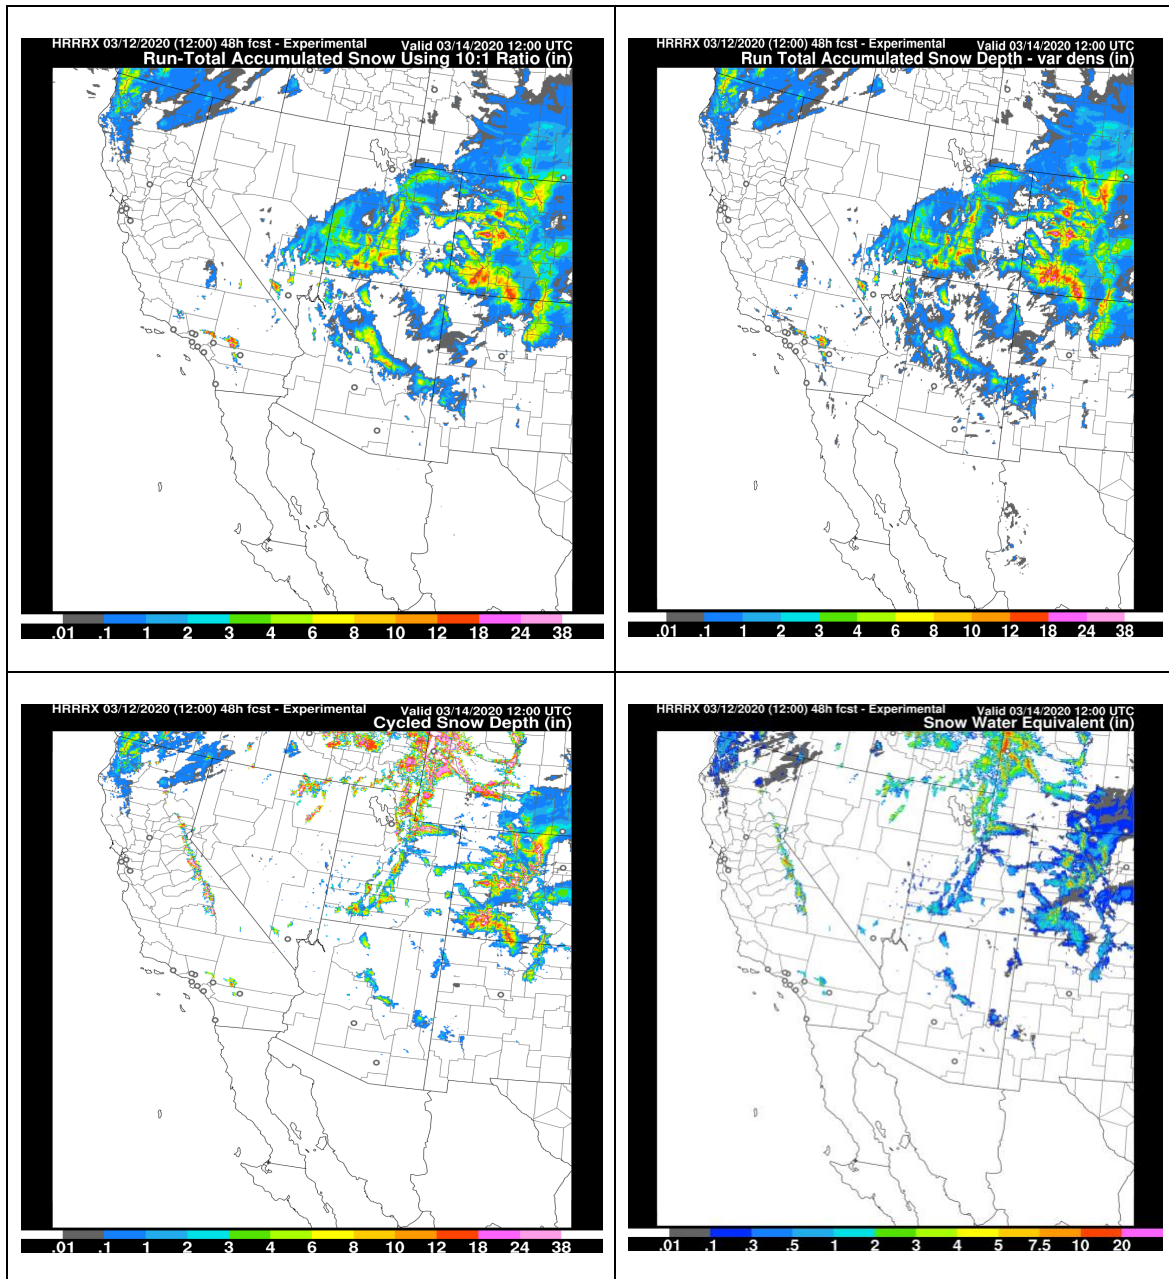 HRRRX 03/12/2020 (12:00) 48h fcst - Experimental Valid 03/14/2020 12:00 UTC
Run-Total Accumulated Snow Using 10:1 Ratio (in)
.01 .1 1 2 3 4 6 8 10 12 18 24 38
HRRRX 03/12/2020 (12:00) 48h fcst - Experimental Valid 03/14/2020 12:00 UTC
Run Total Accumulated Snow Depth - var dens (in)
.01 .1 1 2 3 4 6 8 10 12 18 24 38
HRRRX 03/12/2020 (12:00) 48h fcst - Experimental Valid 03/14/2020 12:00 UTC
Cycled Snow Depth (in)
.01 .1 1 2 3 4 6 8 10 12 18 24 38
HRRRX 03/12/2020 (12:00) 48h fcst - Experimental Valid 03/14/2020 12:00 UTC
Snow Water Equivalent (in)
.01 .1 .3 .5 1 2 3 4 5 7.5 10 20